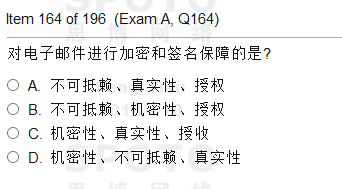 Item 164 of 196 (Exam A, Q164)
对电子邮件进行加密和签名保障的是?
A. 不可抵赖、真实性、授权
B. 不可抵赖、机密性、授权
C. 机密性、真实性、授收
D. 机密性、不可抵赖、真实性